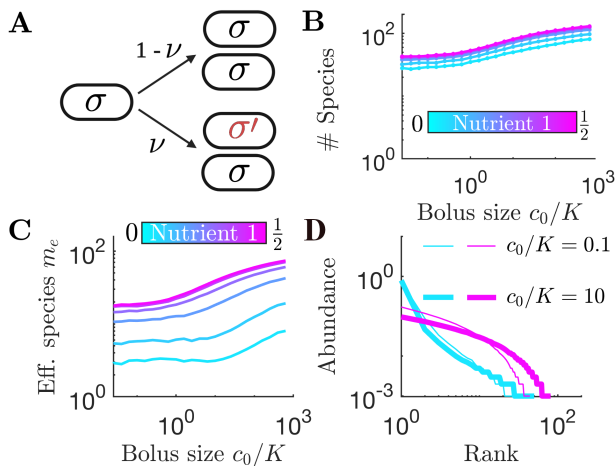 A
σ
1 - ν
ν
σ
σ
σ′
σ
B
# Species
10²
10⁰
0 Nutrient 1 1/2
10⁰ 10³
Bolus size c₀/K
C
Eff. species mₑ
0 Nutrient 1 1/2
10²
10⁰
10⁰ 10³
Bolus size c₀/K
D
Abundance
c₀/K = 0.1
c₀/K = 10
10⁰
10⁻³
10⁰ 10²
Rank